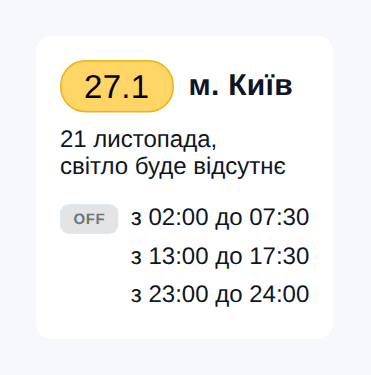 27.1 м. Київ
21 листопада,
світло буде відсутнє
OFF з 02:00 до 07:30
з 13:00 до 17:30
з 23:00 до 24:00